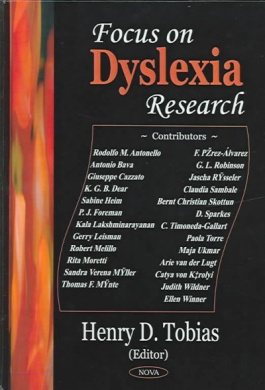 Focus on
Dyslexia
Research
~ Contributors ~
Rodolfo M. Antonello
Antonio Bava
Giuseppe Cazzato
K. G. B. Dear
Sabine Heim
P. J. Foreman
Kala Lakshminarayanan
Gerry Leisman
Robert Melillo
Rita Moretti
Sandra Verena MŸller
Thomas F. MŸnte
F. PŽrez-Álvarez
G. L. Robinson
Jascha RŸsseler
Claudia Sambale
Bernt Christian Skottun
D. Sparkes
C. Timoneda-Gallart
Paola Torre
Maja Ukmar
Arie van der Lugt
Catya von K‡rolyi
Judith Wildner
Ellen Winner
Henry D. Tobias
(Editor)
NOVA